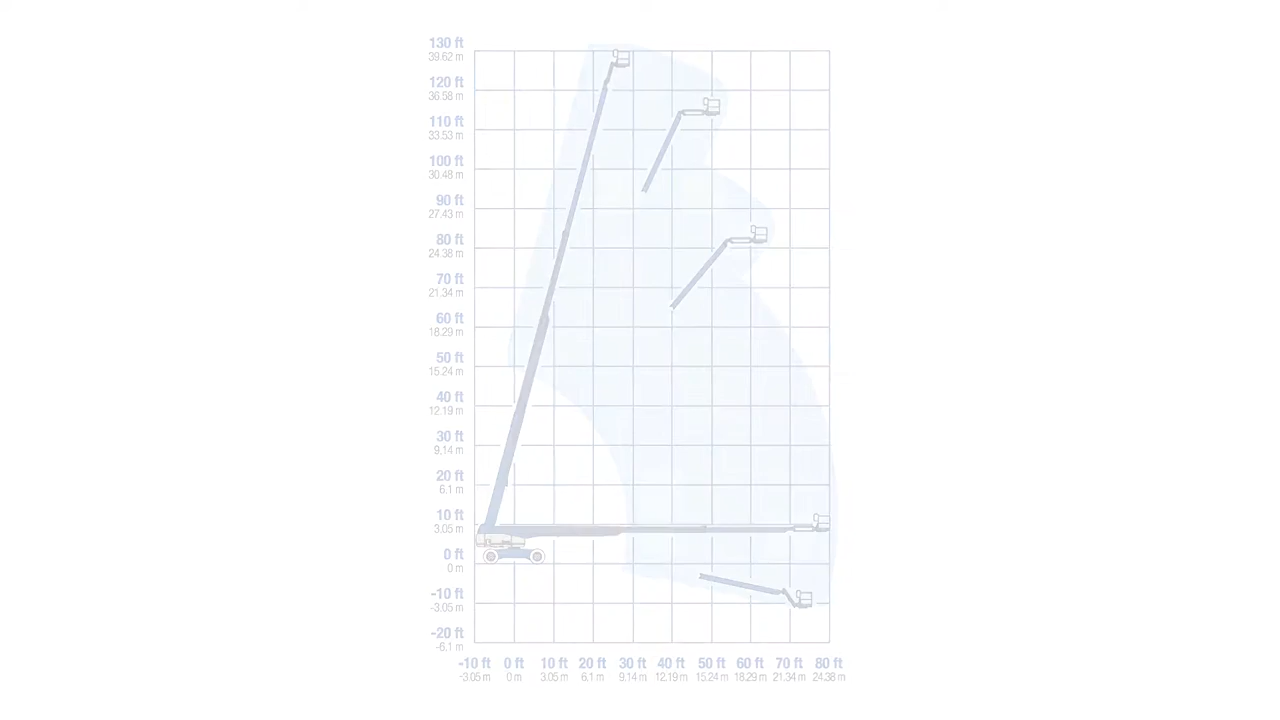 130 ft
39.62 m
120 ft
36.58 m
110 ft
33.53 m
100 ft
30.48 m
90 ft
27.43 m
80 ft
24.38 m
70 ft
21.34 m
60 ft
18.29 m
50 ft
15.24 m
40 ft
12.19 m
30 ft
9.14 m
20 ft
6.1 m
10 ft
3.05 m
0 ft
0 m
-10 ft
-3.05 m
-20 ft
-6.1 m
-10 ft 0 ft 10 ft 20 ft 30 ft 40 ft 50 ft 60 ft 70 ft 80 ft
-3.05 m 0 m 3.05 m 6.1 m 9.14 m 12.19 m 15.24 m 18.29 m 21.34 m 24.38 m